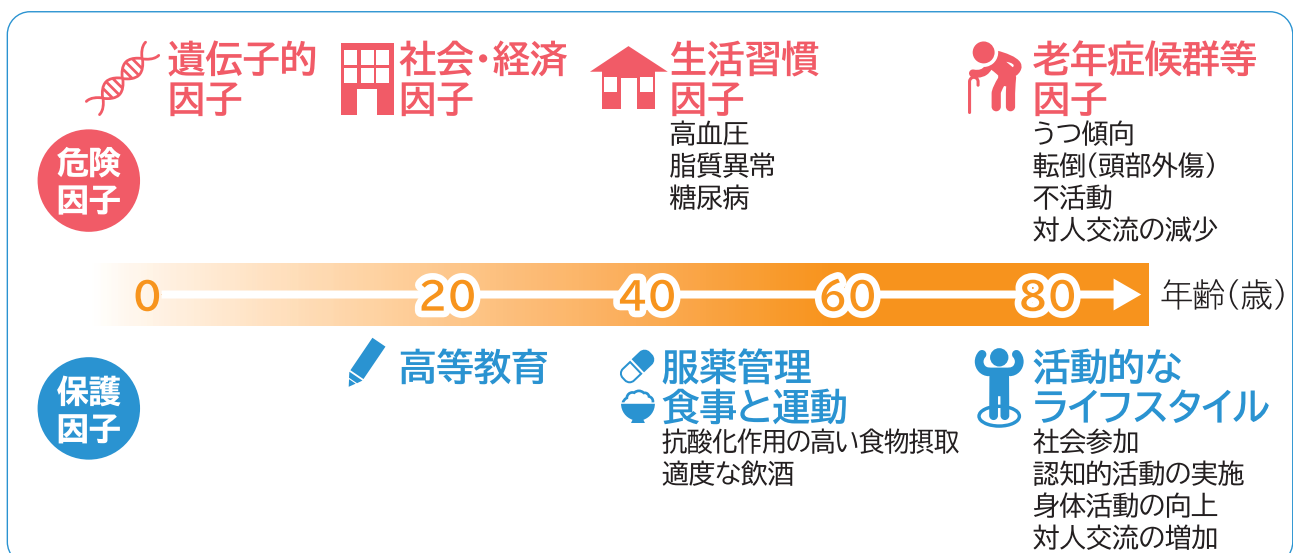 危険
因子
遺伝子的
因子
社会・経済
因子
生活習慣
因子
高血圧
脂質異常
糖尿病
老年症候群等
因子
うつ傾向
転倒（頭部外傷）
不活動
対人交流の減少
0
20
40
60
80
年齢（歳）
保護
因子
高等教育
服薬管理
食事と運動
抗酸化作用の高い食物摂取
適度な飲酒
活動的な
ライフスタイル
社会参加
認知的活動の実施
身体活動の向上
対人交流の増加